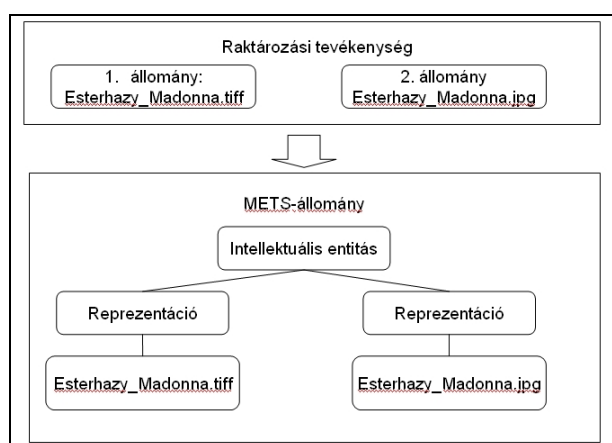 Raktározási tevékenység
1. állomány:
Esterhazy_Madonna.tiff
2. állomány
Esterhazy_Madonna.jpg
METS-állomány
Intellektuális entitás
Reprezentáció
Reprezentáció
Esterhazy_Madonna.tiff
Esterhazy_Madonna.jpg